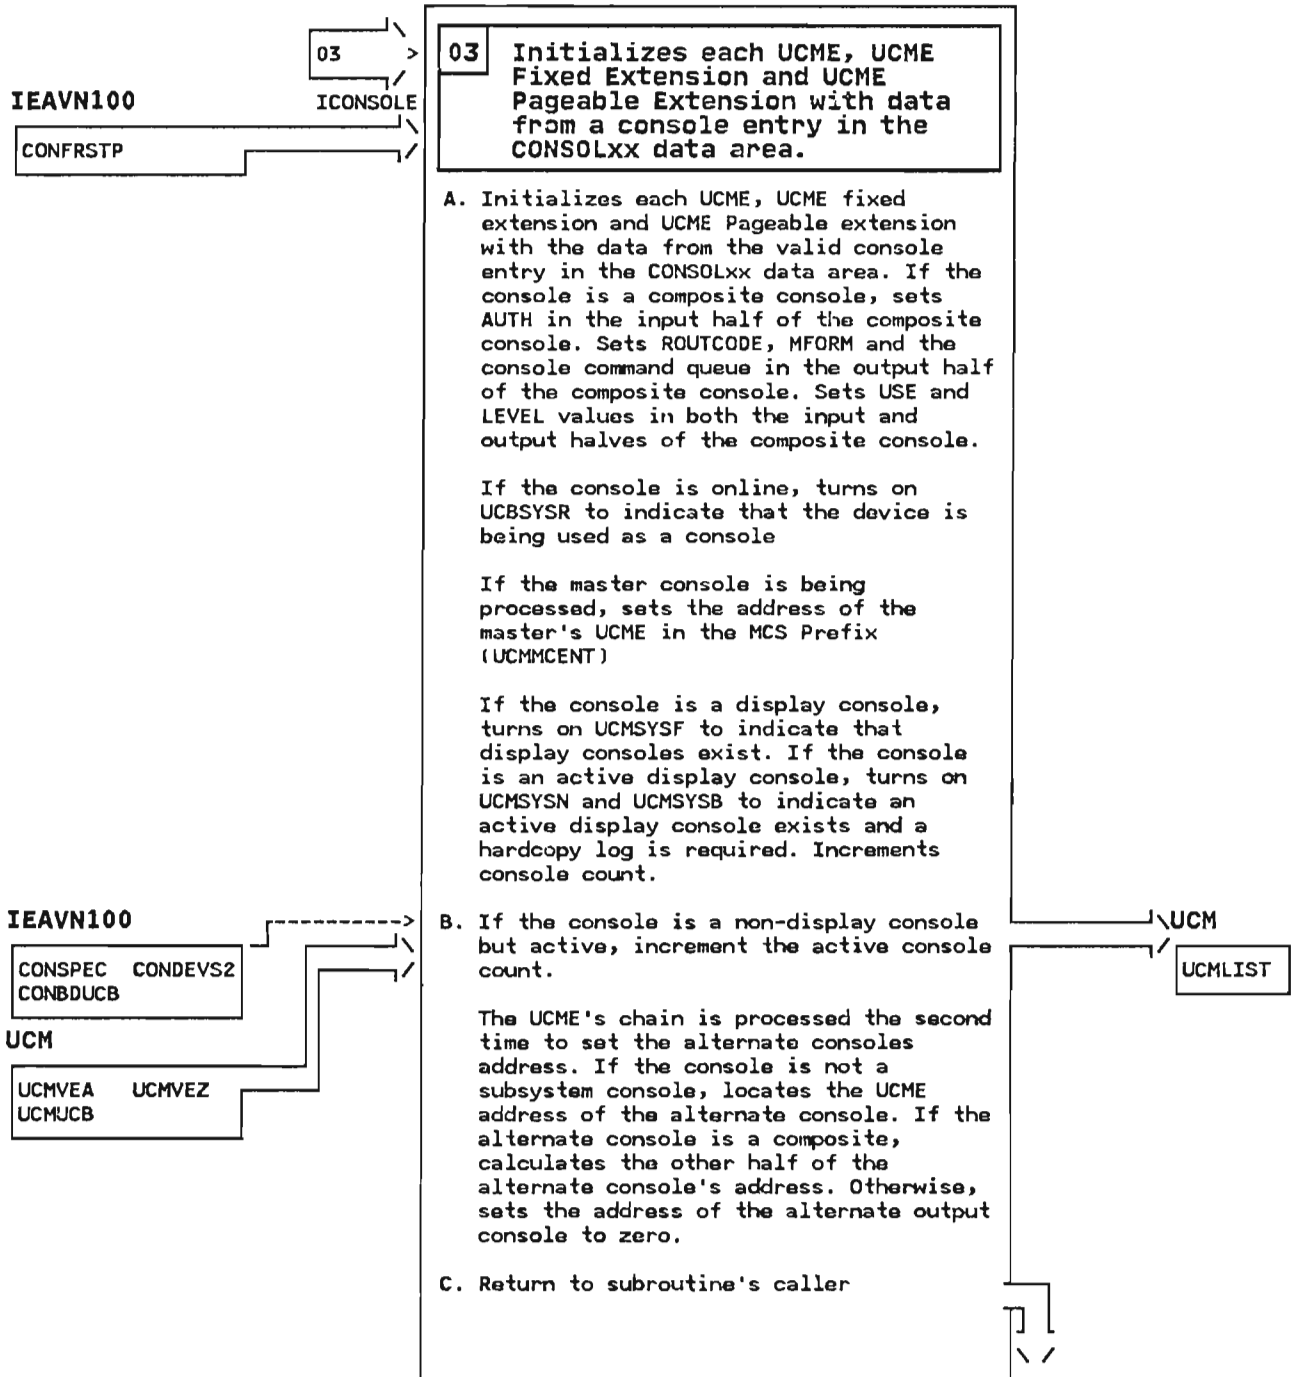 03
ICONSOLE
03 Initializes each UCME, UCME
Fixed Extension and UCME
Pageable Extension with data
from a console entry in the
CONSOLxx data area.
IEAVN100
CONFRSTP
A. Initializes each UCME, UCME fixed
extension and UCME Pageable extension
with the data from the valid console
entry in the CONSOLxx data area. If the
console is a composite console, sets
AUTH in the input half of the composite
console. Sets ROUTCODE, MFORM and the
console command queue in the output half
of the composite console. Sets USE and
LEVEL values in both the input and
output halves of the composite console.
If the console is online, turns on
UCBSYSR to indicate that the device is
being used as a console
If the master console is being
processed, sets the address of the
master's UCME in the MCS Prefix
(UCMMCENT)
If the console is a display console,
turns on UCMSYSF to indicate that
display consoles exist. If the console
is an active display console, turns on
UCMSYSN and UCMSYSB to indicate an
active display console exists and a
hardcopy log is required. Increments
console count.
IEAVN100
CONSPEC CONDEVS2
CONBDUCB
UCM
UCMVEA UCMVEZ
UCMUCB
B. If the console is a non-display console
but active, increment the active console
count.
The UCME's chain is processed the second
time to set the alternate consoles
address. If the console is not a
subsystem console, locates the UCME
address of the alternate console. If the
alternate console is a composite,
calculates the other half of the
alternate console's address. Otherwise,
sets the address of the alternate output
console to zero.
UCM
UCMLIST
C. Return to subroutine's caller